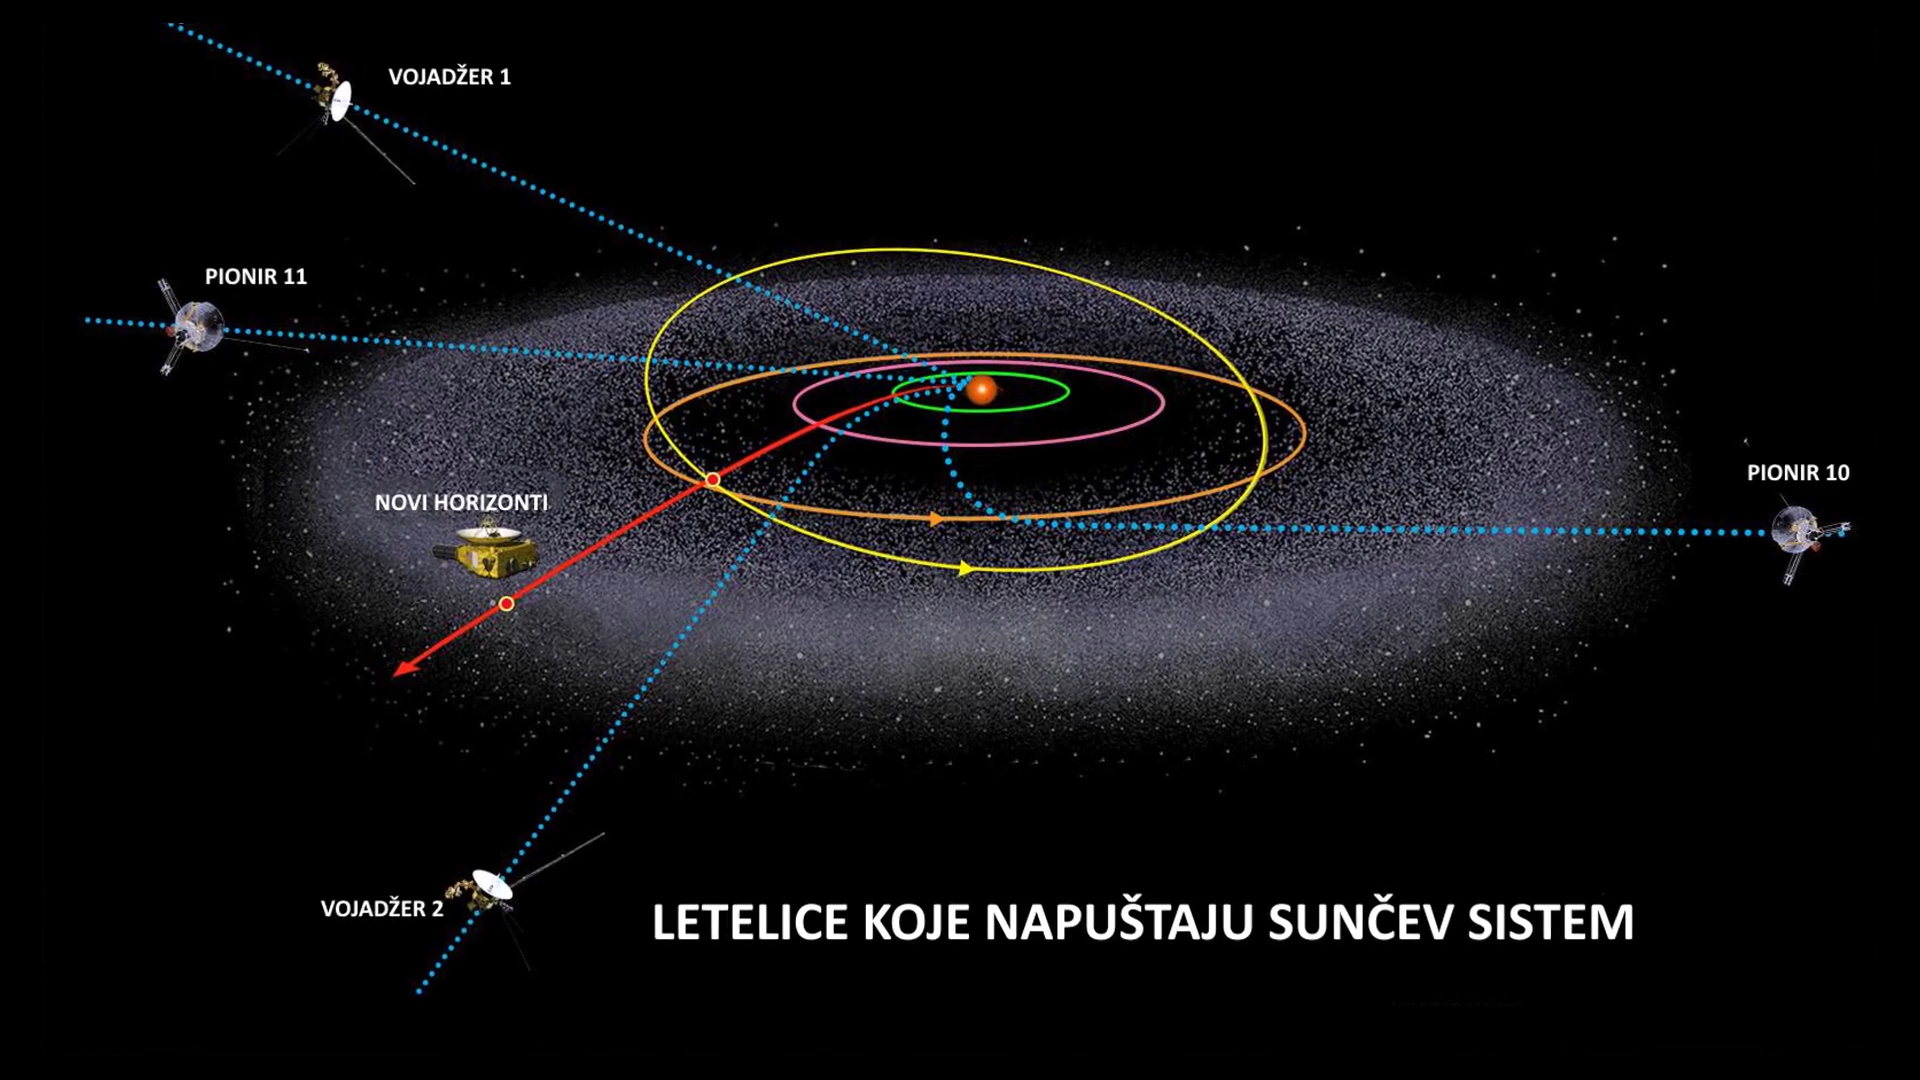 VOJADŽER 1
PIONIR 11
PIONIR 10
NOVI HORIZONTI
VOJADŽER 2
LETELICE KOJE NAPUŠTAJU SUNČEV SISTEM